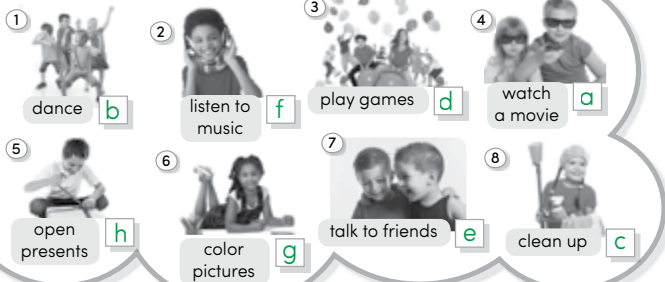 1
2
3
4
dance b
listen to
music f
play games d
watch
a movie a
5
6
7
8
open
presents h
color
pictures g
talk to friends e
clean up c